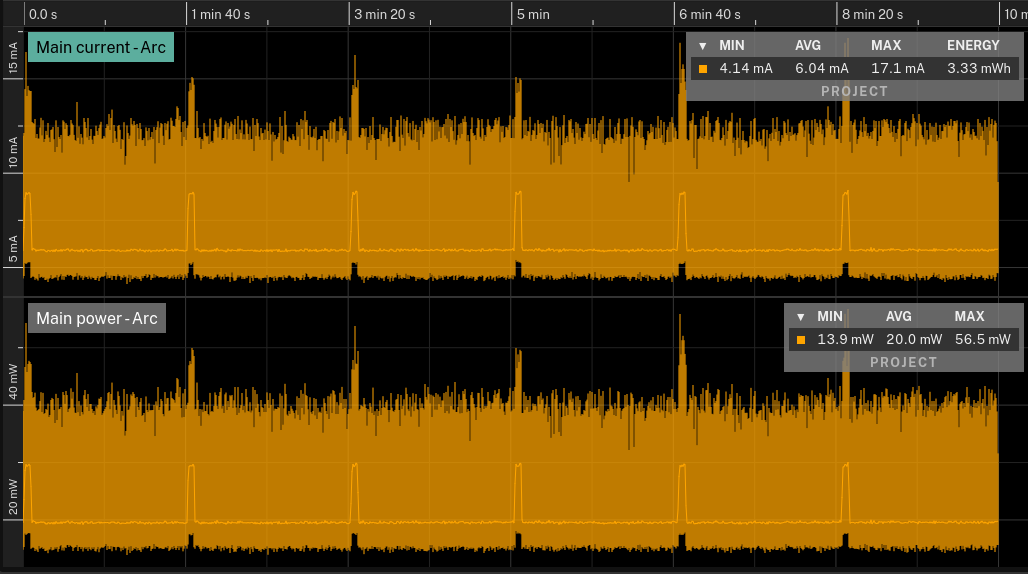 0.0 s 1 min 40 s 3 min 20 s 5 min 6 min 40 s 8 min 20 s 10 m
Main current - Arc
▼ MIN AVG MAX ENERGY
4.14 mA 6.04 mA 17.1 mA 3.33 mWh
PROJECT
15 mA
10 mA
5 mA
Main power - Arc
▼ MIN AVG MAX
13.9 mW 20.0 mW 56.5 mW
PROJECT
40 mW
20 mW